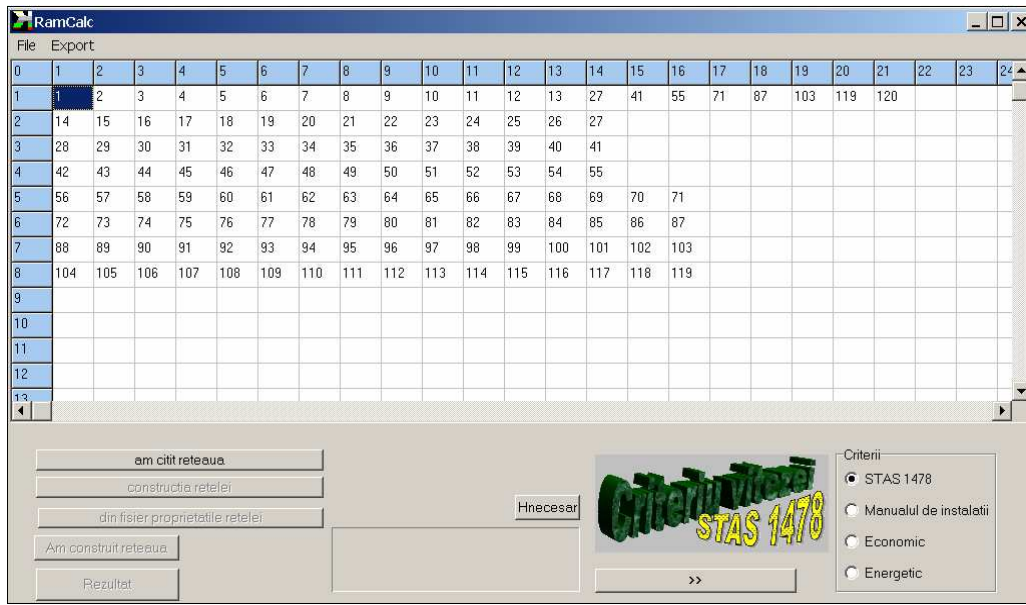 RamCalc
File Export
0 1 2 3 4 5 6 7 8 9 10 11 12 13 14 15 16 17 18 19 20 21 22 23 24
1 1 2 3 4 5 6 7 8 9 10 11 12 13 27 41 55 71 87 103 119 120
2 14 15 16 17 18 19 20 21 22 23 24 25 26 27
3 28 29 30 31 32 33 34 35 36 37 38 39 40 41
4 42 43 44 45 46 47 48 49 50 51 52 53 54 55
5 56 57 58 59 60 61 62 63 64 65 66 67 68 69 70 71
6 72 73 74 75 76 77 78 79 80 81 82 83 84 85 86 87
7 88 89 90 91 92 93 94 95 96 97 98 99 100 101 102 103
8 104 105 106 107 108 109 110 111 112 113 114 115 116 117 118 119
9
10
11
12
13
am citit reteaua
constructia retelei
din fisier proprietatile retelei
Am construit reteaua
Rezultat
Hnecesar
Criteriul vitezei
STAS 1478
>>
Criterii
STAS 1478
Manualul de instalatii
Economic
Energetic